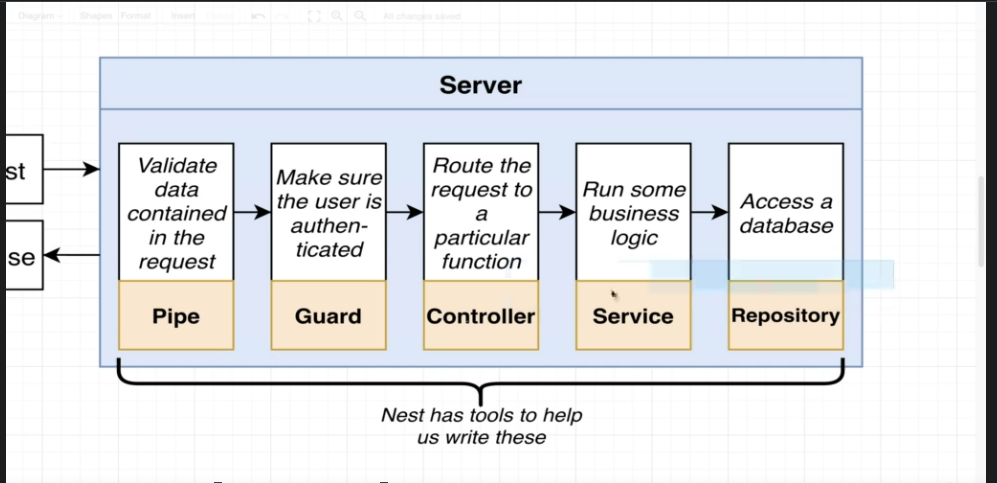 Diagram Shapes Format Insert
All changes saved
Server
st
se
Validate
data
contained
in the
request
Pipe
Make sure
the user is
authen-
ticated
Guard
Route the
request to
a
particular
function
Controller
Run some
business
logic
Service
Access a
database
Repository
Nest has tools to help
us write these